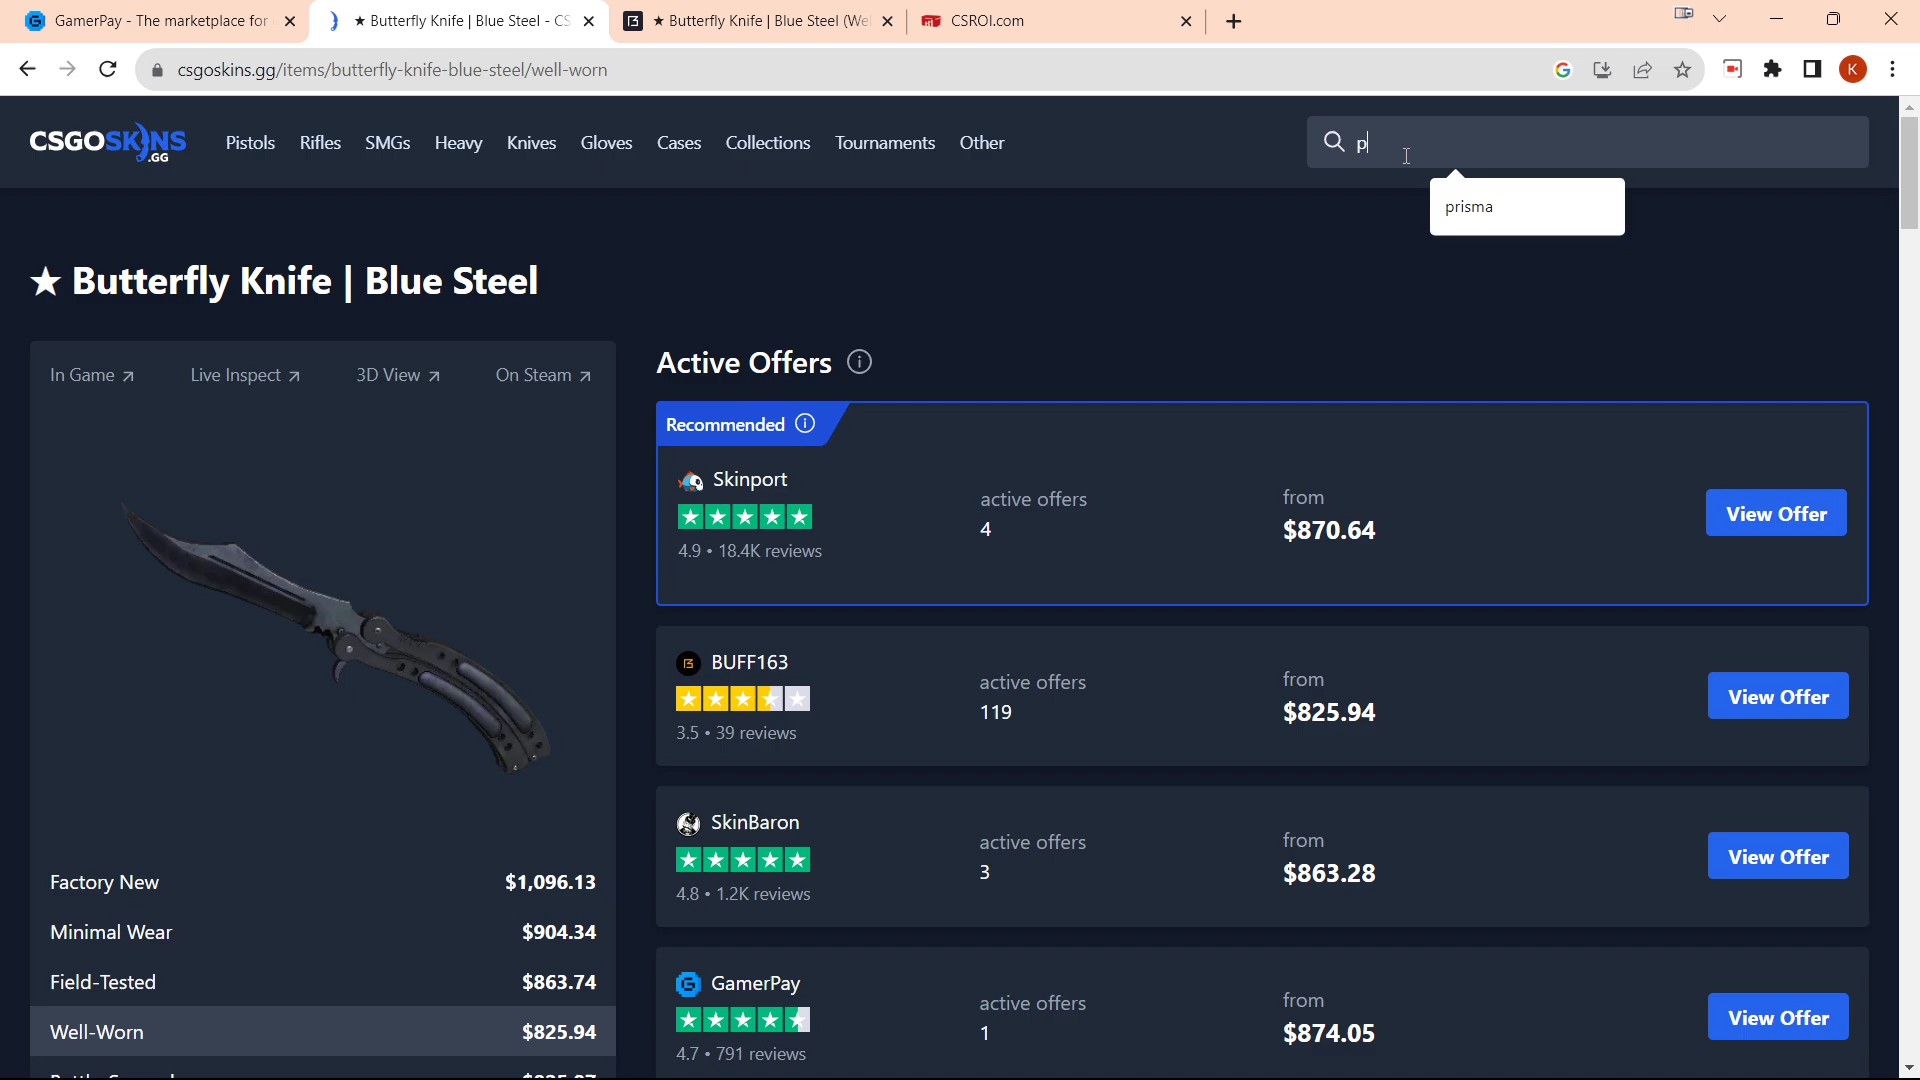 GamerPay - The marketplace for
★ Butterfly Knife | Blue Steel - CS
★ Butterfly Knife | Blue Steel (Wel
CSROI.com
csgoskins.gg/items/butterfly-knife-blue-steel/well-worn
K
CSGOSKINS
.GG
Pistols
Rifles
SMGs
Heavy
Knives
Gloves
Cases
Collections
Tournaments
Other
p
prisma
★ Butterfly Knife | Blue Steel
In Game
Live Inspect
3D View
On Steam
Factory New $1,096.13
Minimal Wear $904.34
Field-Tested $863.74
Well-Worn $825.94
Active Offers
Recommended
Skinport
4.9 • 18.4K reviews
active offers
4
from
$870.64
View Offer
BUFF163
3.5 • 39 reviews
active offers
119
from
$825.94
View Offer
SkinBaron
4.8 • 1.2K reviews
active offers
3
from
$863.28
View Offer
GamerPay
4.7 • 791 reviews
active offers
1
from
$874.05
View Offer